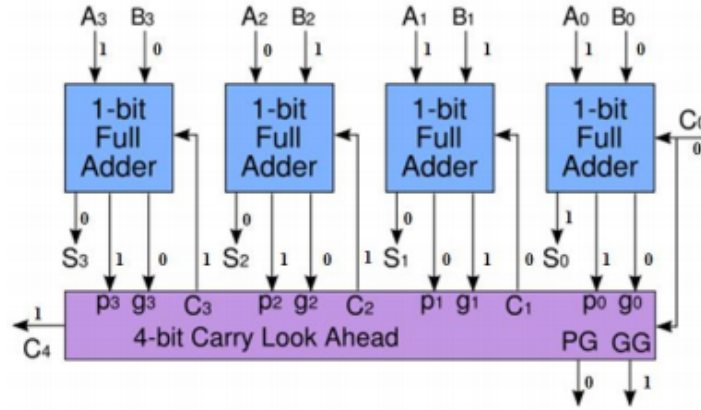 A3 B3 A2 B2 A1 B1 A0 B0
1 0 0 1 1 1 1 0
1-bit Full Adder 1-bit Full Adder 1-bit Full Adder 1-bit Full Adder
C0
0
0 0 0 1
S3 1 0 1 S2 1 0 1 S1 0 1 0 S0 1 0
p3 g3 C3 p2 g2 C2 p1 g1 C1 p0 g0
1
C4
4-bit Carry Look Ahead
PG GG
0 1